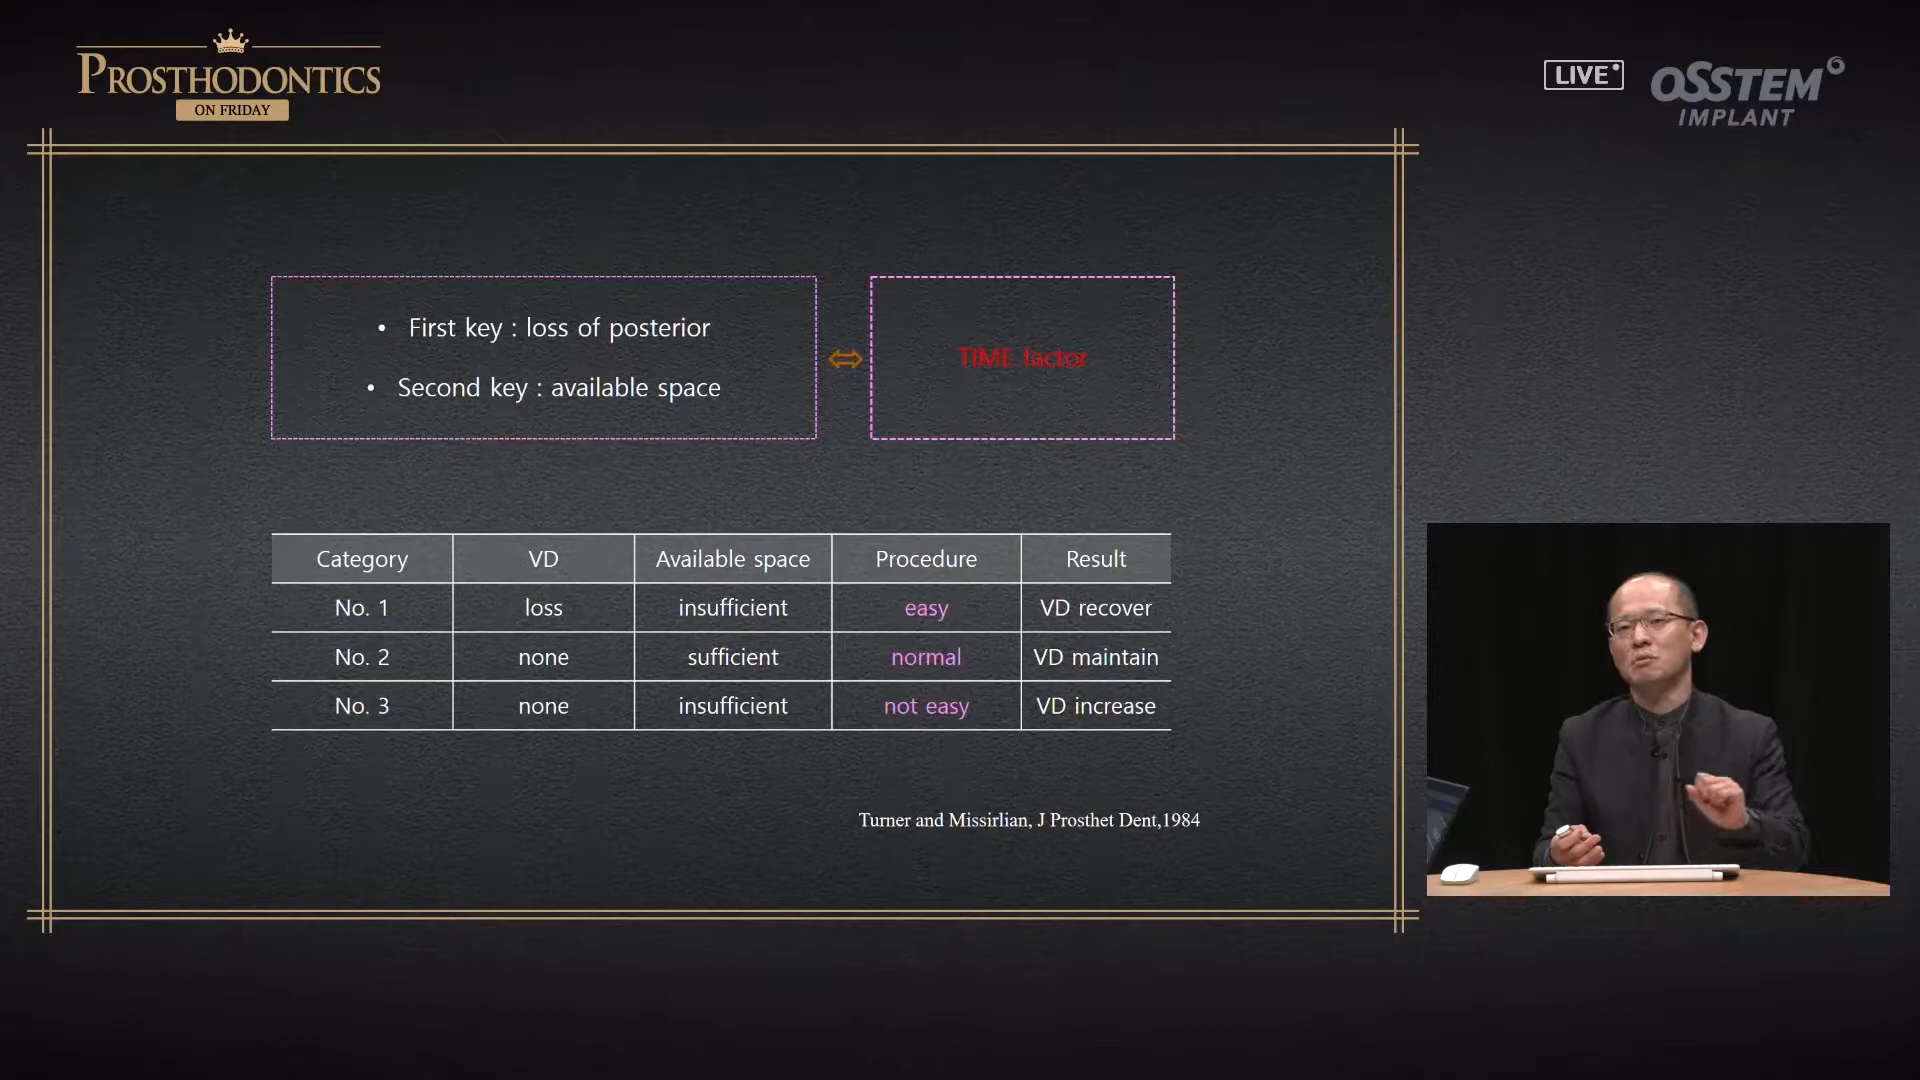 PROSTHODONTICS
ON FRIDAY
LIVE
OSSTEM
IMPLANT
• First key : loss of posterior
• Second key : available space
TIME factor
Category VD Available space Procedure Result
No. 1 loss insufficient easy VD recover
No. 2 none sufficient normal VD maintain
No. 3 none insufficient not easy VD increase
Turner and Missirlian, J Prosthet Dent,1984